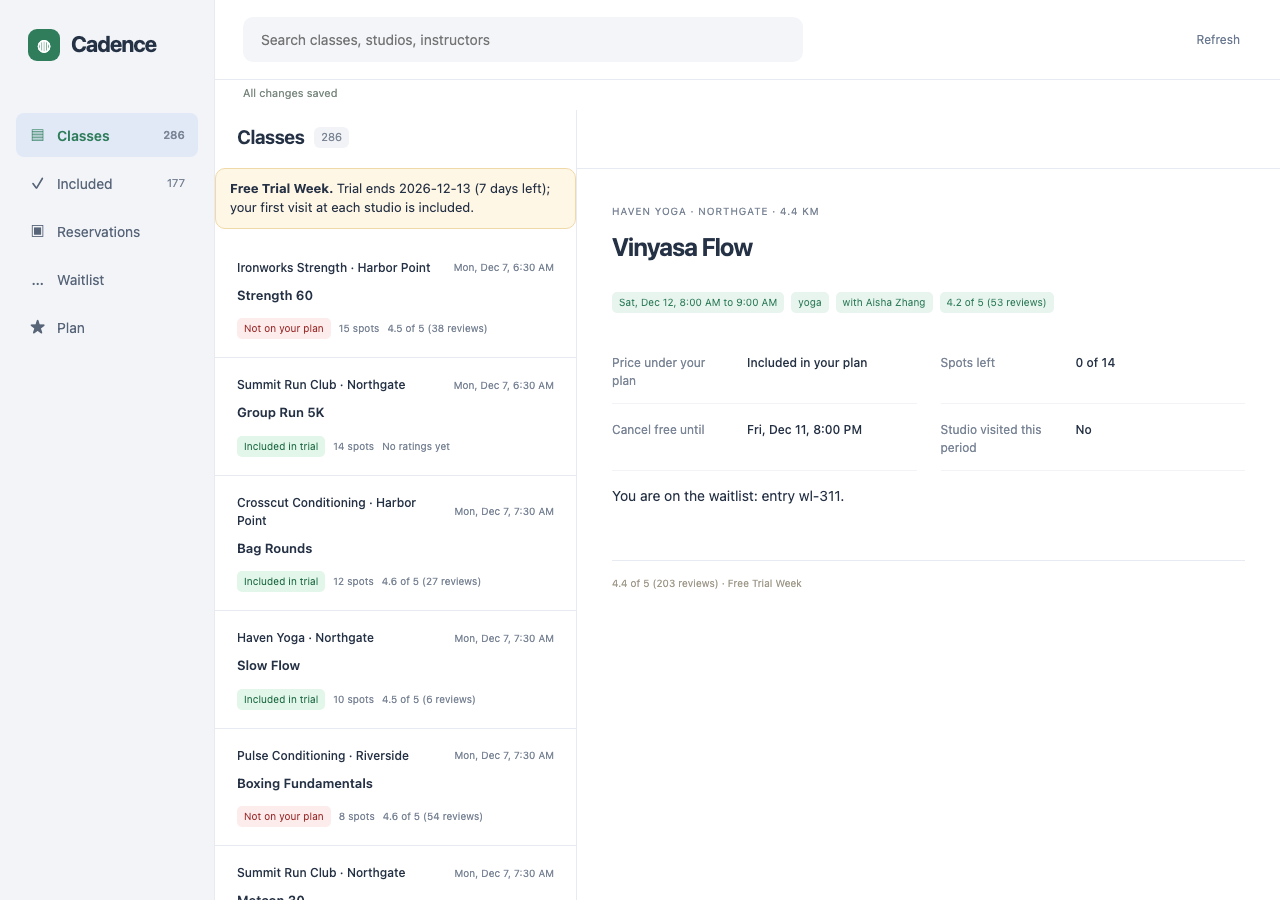 Cadence
Classes 286
Included 177
Reservations
Waitlist
Plan
Search classes, studios, instructors
Refresh
All changes saved
Classes 286
Free Trial Week. Trial ends 2026-12-13 (7 days left);
your first visit at each studio is included.
Ironworks Strength · Harbor Point Mon, Dec 7, 6:30 AM
Strength 60
Not on your plan 15 spots 4.5 of 5 (38 reviews)
Summit Run Club · Northgate Mon, Dec 7, 6:30 AM
Group Run 5K
Included in trial 14 spots No ratings yet
Crosscut Conditioning · Harbor
Point
Mon, Dec 7, 7:30 AM
Bag Rounds
Included in trial 12 spots 4.6 of 5 (27 reviews)
Haven Yoga · Northgate Mon, Dec 7, 7:30 AM
Slow Flow
Included in trial 10 spots 4.5 of 5 (6 reviews)
Pulse Conditioning · Riverside Mon, Dec 7, 7:30 AM
Boxing Fundamentals
Not on your plan 8 spots 4.6 of 5 (54 reviews)
Summit Run Club · Northgate Mon, Dec 7, 7:30 AM
Metcon 30
HAVEN YOGA · NORTHGATE · 4.4 KM
Vinyasa Flow
Sat, Dec 12, 8:00 AM to 9:00 AM yoga with Aisha Zhang 4.2 of 5 (53 reviews)
Price under your
plan
Included in your plan
Spots left 0 of 14
Cancel free until Fri, Dec 11, 8:00 PM
Studio visited this
period
No
You are on the waitlist: entry wl-311.
4.4 of 5 (203 reviews) · Free Trial Week